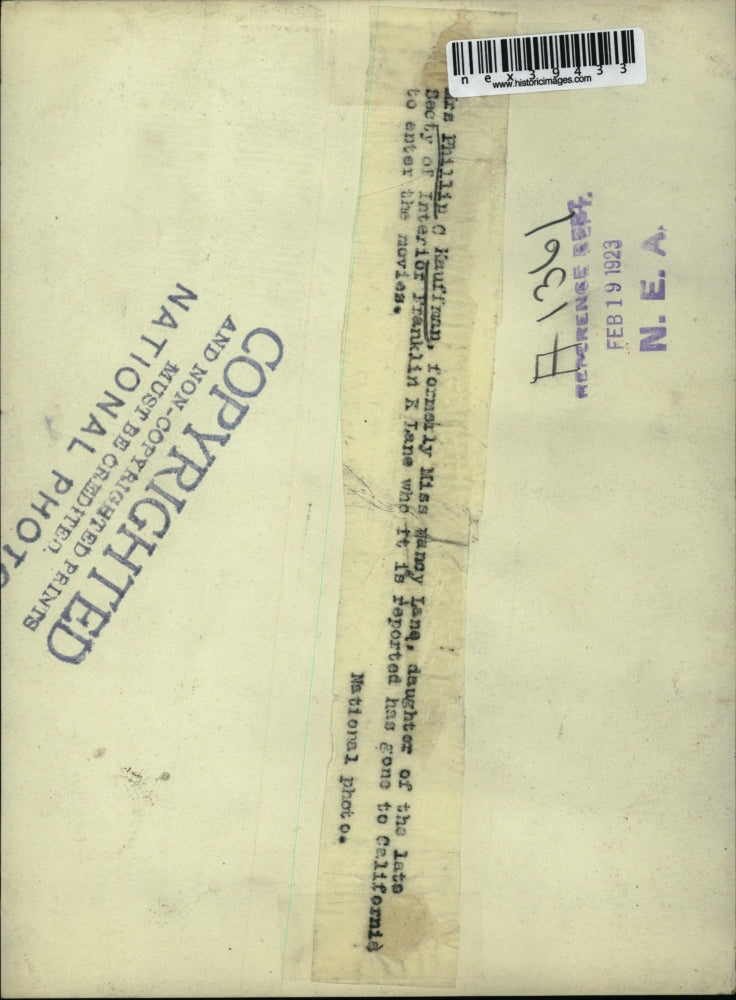 nex39433
www.historicimages.com
N. E. A.
FEB 19 1923
REFERENCE DEPT.
# 1361
Mrs Phillip C Kauffman, formerly Miss Nancy Lane, daughter of the late
Secty of Interior Franklin K Lane who it is reported has gone to California
to enter the movies.
National photo.
COPYRIGHTED
AND NON-COPYRIGHTED PRINTS
MUST BE CREDITED
NATIONAL PHOTO